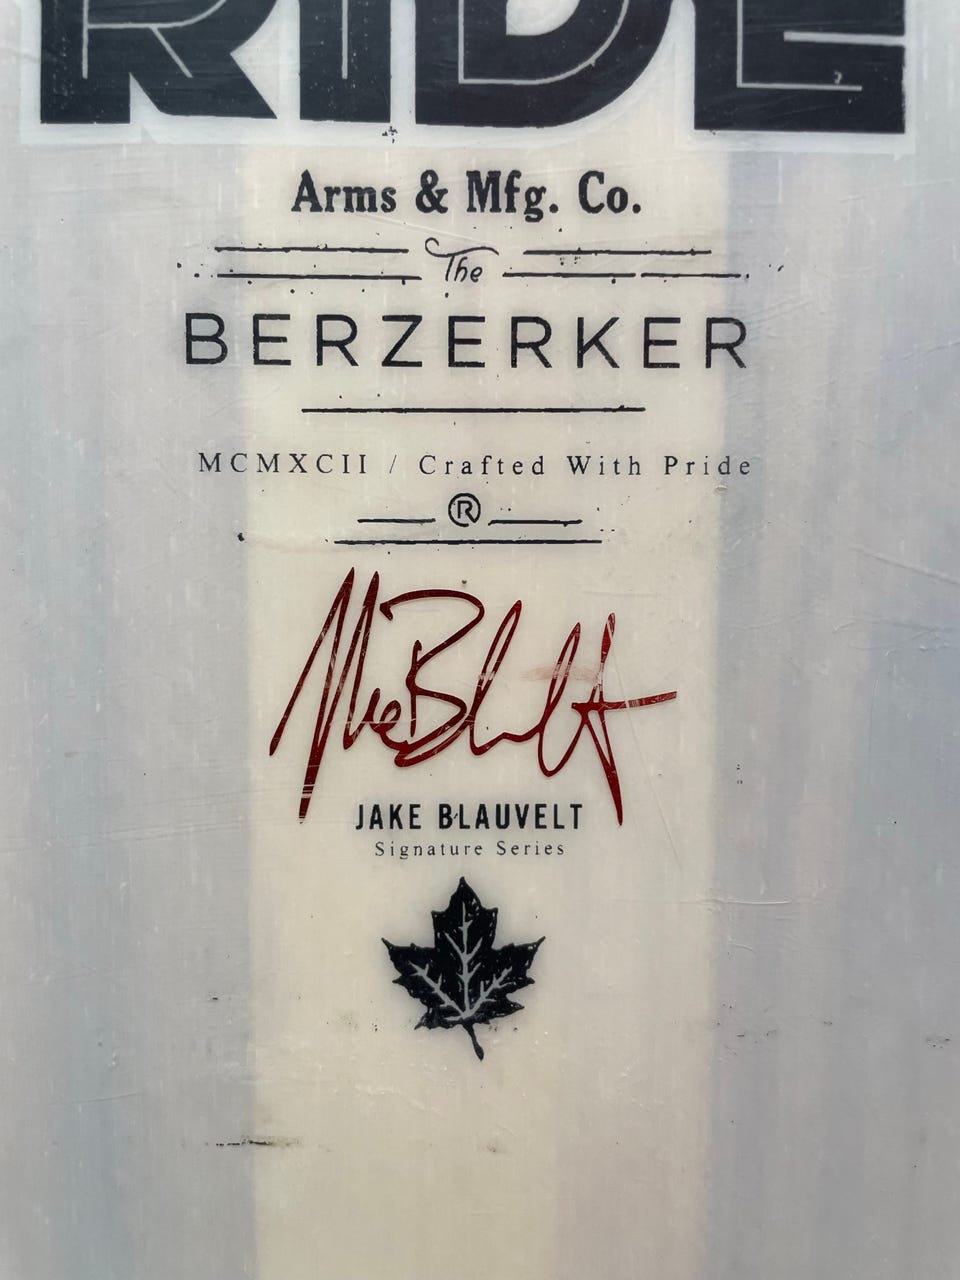 RIDE
Arms & Mfg. Co.
The
BERZERKER
MCMXCII / Crafted With Pride
®
JAKE BLAUVELT
Signature Series